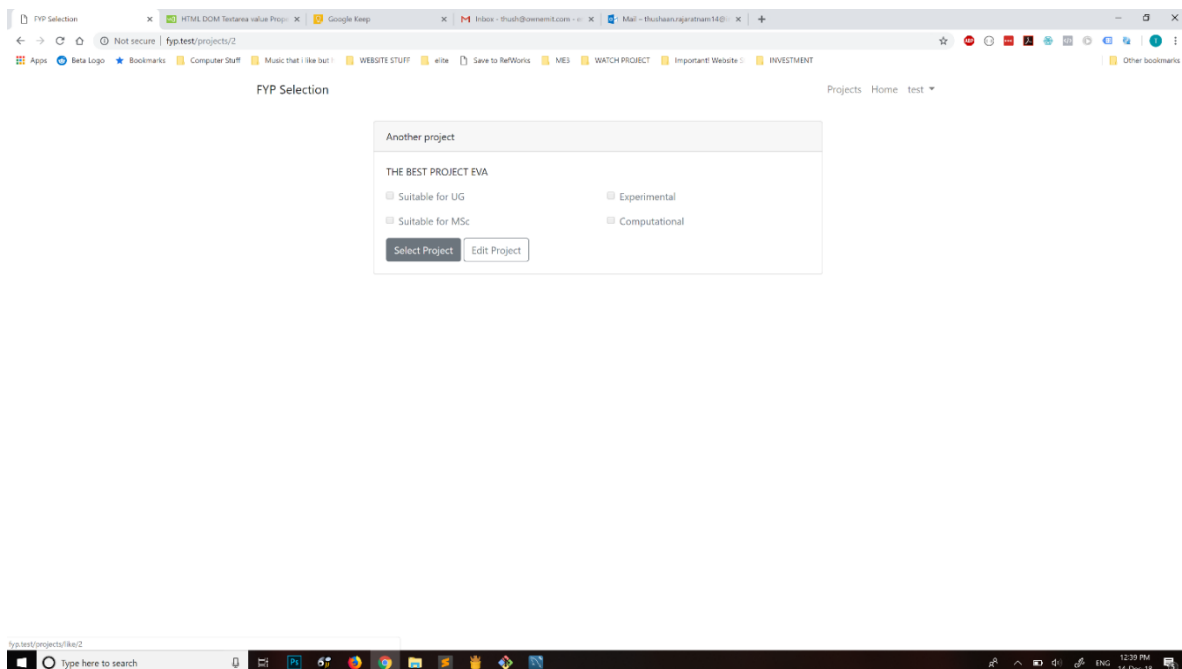 FYP Selection HTML DOM Textarea value Prope Google Keep Inbox - thush@ownemit.com - Mail – thusheen.rajaratnam14@
Not secure | fyp.test/projects/2
Apps Beta Logo Bookmarks Computer Stuff Music that i like but WEBSITE STUFF elite Save to RefWorks ME3 WATCH PROJECT Important! Website S INVESTMENT Other bookmarks
FYP Selection Projects Home test
Another project
THE BEST PROJECT EVA
Suitable for UG Experimental
Suitable for MSc Computational
Select Project Edit Project
fyp.test/projects/like/2
Type here to search Ps ENG 12:39 PM